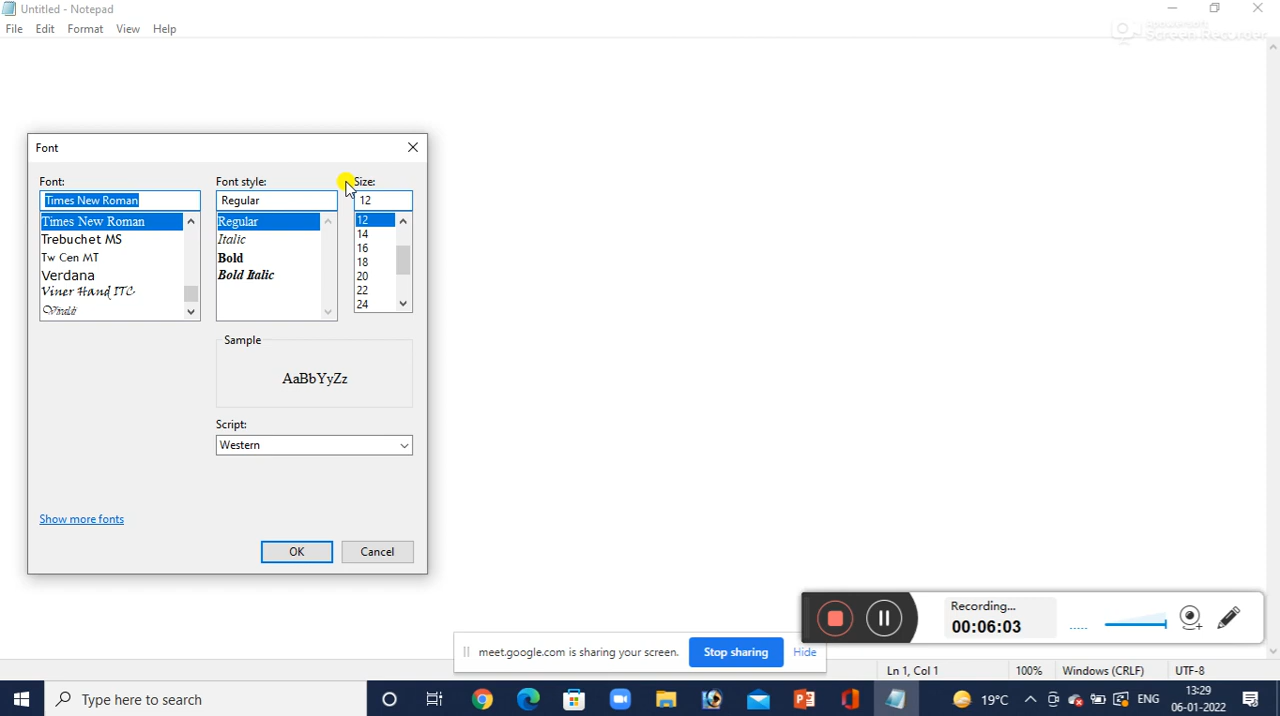 Untitled - Notepad
File Edit Format View Help
Apowersoft
Screen Recorder
Font
Font: Font style: Size:
Times New Roman Regular 12
Times New Roman Regular 12
Trebuchet MS Italic 14
Tw Cen MT Bold 16
Verdana Bold Italic 18
Viner Hand ITC 20
Vivaldi 22
24
Sample
AaBbYyZz
Script:
Western
Show more fonts
OK Cancel
Recording...
00:06:03
meet.google.com is sharing your screen. Stop sharing Hide
Ln 1, Col 1 100% Windows (CRLF) UTF-8
Type here to search 19°C ENG 13:29
06-01-2022